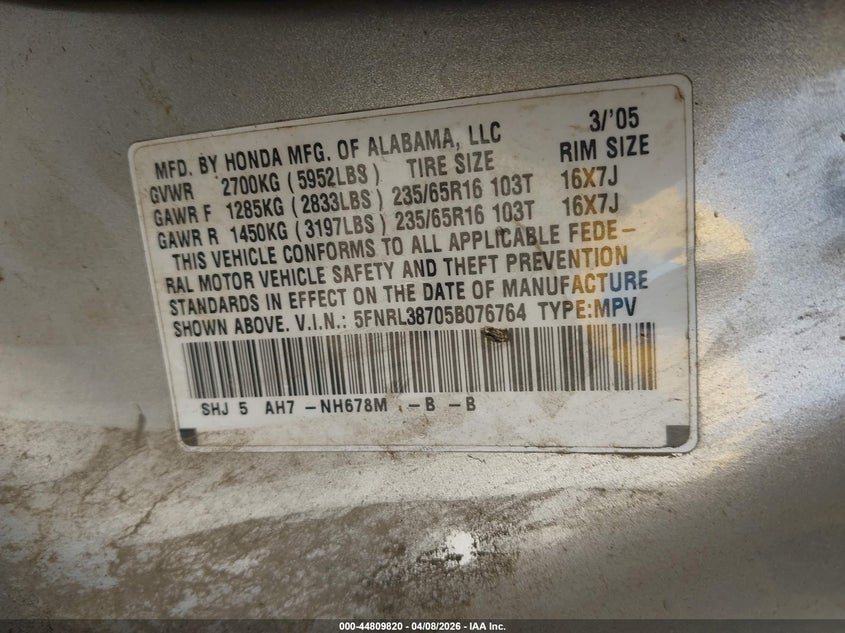 3/'05
MFD. BY HONDA MFG. OF ALABAMA, LLC
GVWR 2700KG (5952LBS) TIRE SIZE RIM SIZE
GAWR F 1285KG (2833LBS) 235/65R16 103T 16X7J
GAWR R 1450KG (3197LBS) 235/65R16 103T 16X7J
THIS VEHICLE CONFORMS TO ALL APPLICABLE FEDE-
RAL MOTOR VEHICLE SAFETY AND THEFT PREVENTION
STANDARDS IN EFFECT ON THE DATE OF MANUFACTURE
SHOWN ABOVE. V.I.N.: 5FNRL38705B076764 TYPE:MPV
SHJ 5 AH7 -NH678M -B -B
000-44809820 - 04/08/2026 - IAA Inc.